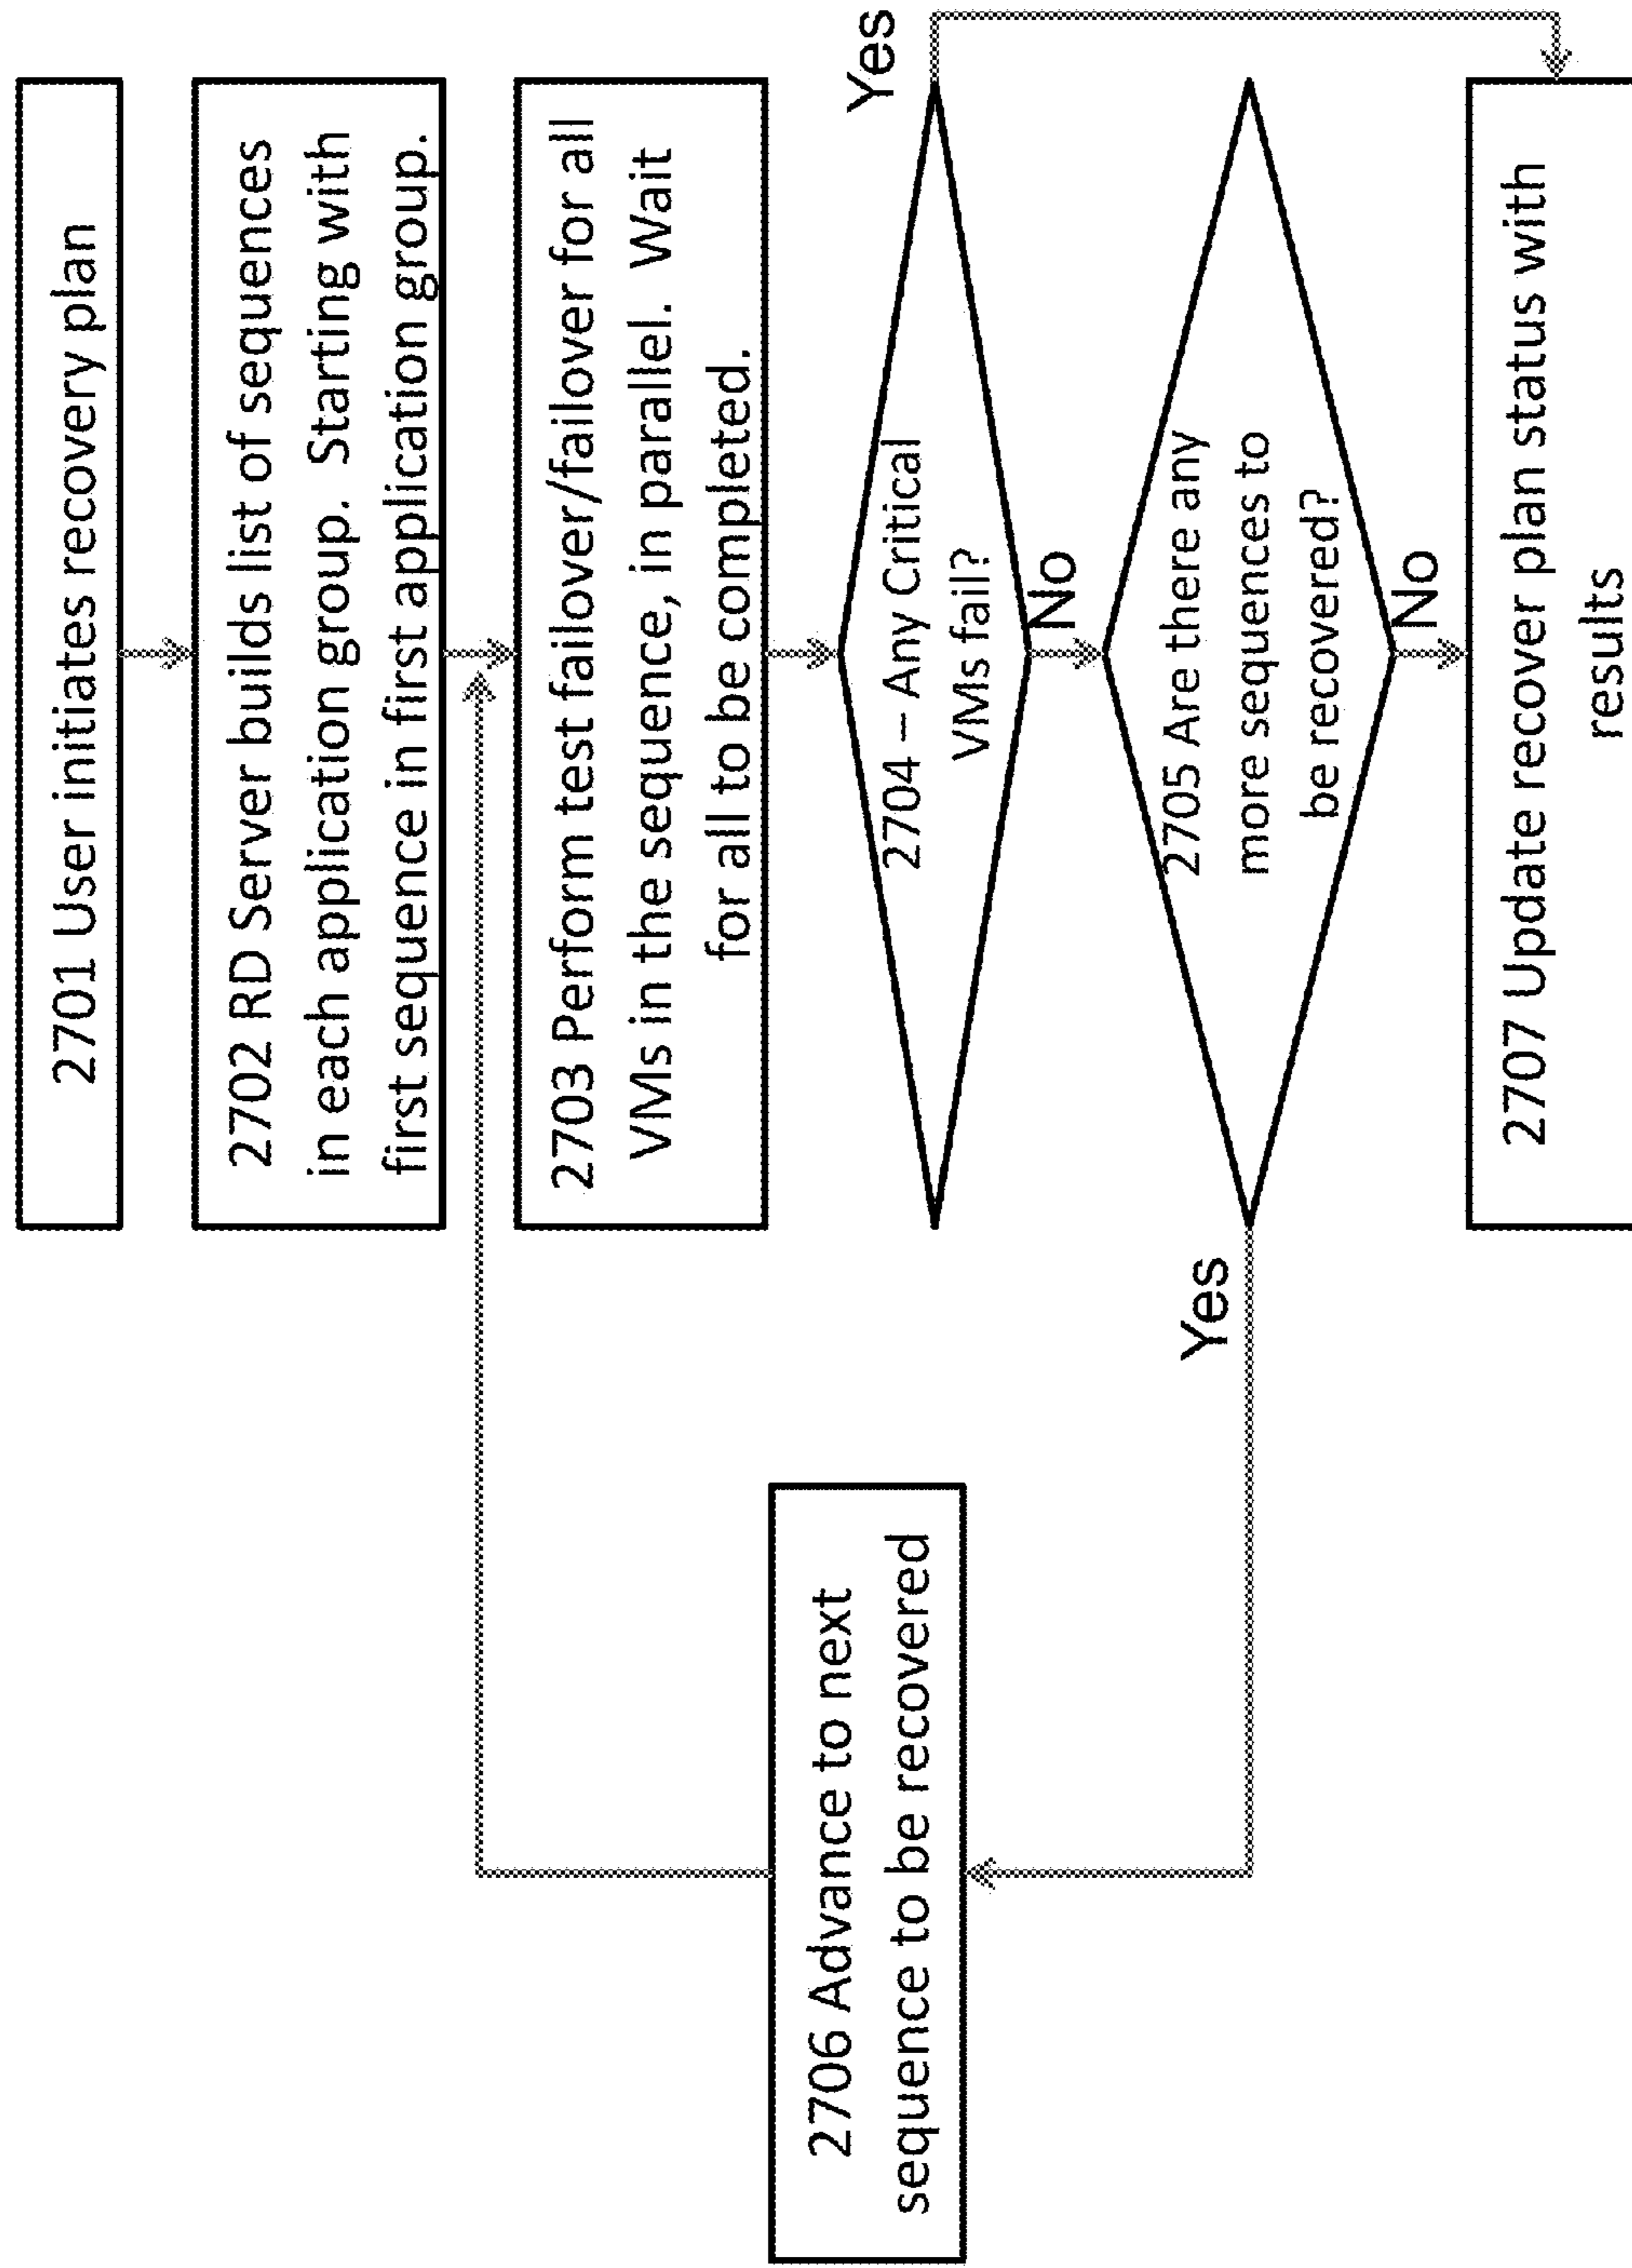 2701 User initiates recovery plan
2702 RD Server builds list of sequences
in each application group. Starting with
first sequence in first application group.
2703 Perform test failover/failover for all
VMs in the sequence, in parallel. Wait
for all to be completed.
2704 – Any Critical
VMs fail?
Yes
No
2705 Are there any
more sequences to
be recovered?
Yes
No
2706 Advance to next
sequence to be recovered
2707 Update recover plan status with
results